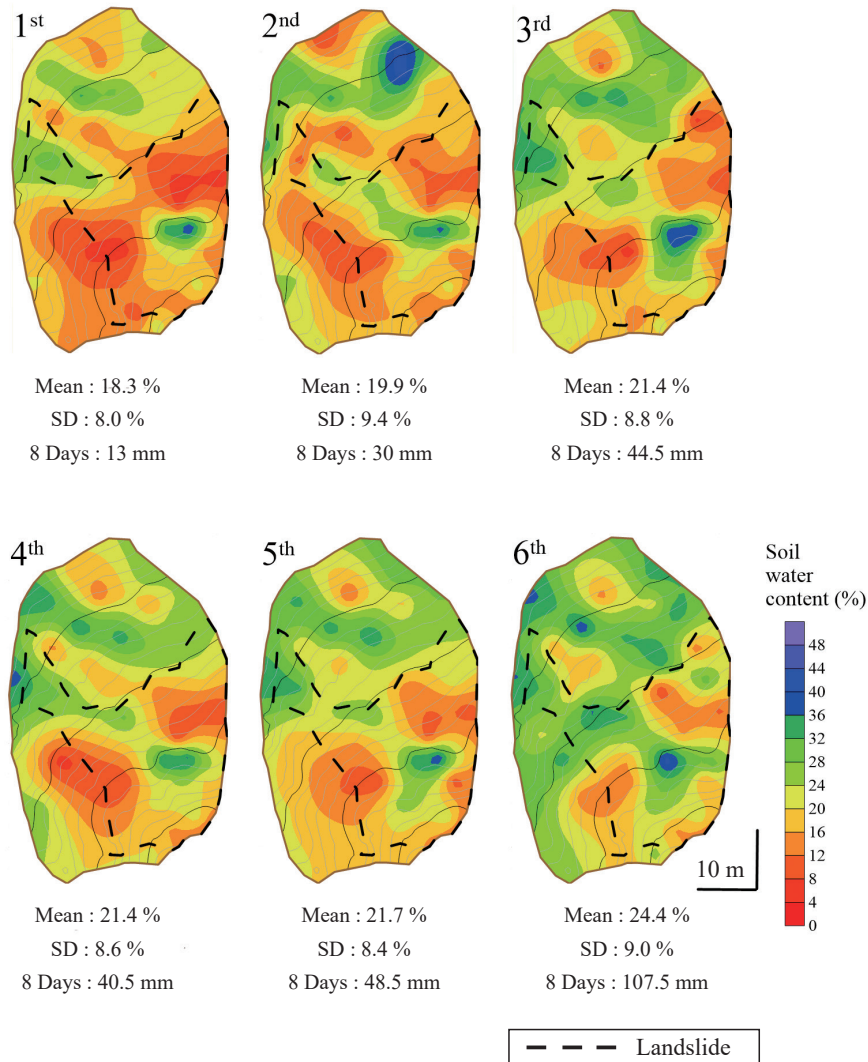 1st
2nd
3rd
Mean : 18.3 %
SD : 8.0 %
8 Days : 13 mm
Mean : 19.9 %
SD : 9.4 %
8 Days : 30 mm
Mean : 21.4 %
SD : 8.8 %
8 Days : 44.5 mm
4th
5th
6th
Soil
water
content (%)
48
44
40
36
32
28
24
20
16
12
8
4
0
10 m
Mean : 21.4 %
SD : 8.6 %
8 Days : 40.5 mm
Mean : 21.7 %
SD : 8.4 %
8 Days : 48.5 mm
Mean : 24.4 %
SD : 9.0 %
8 Days : 107.5 mm
Landslide